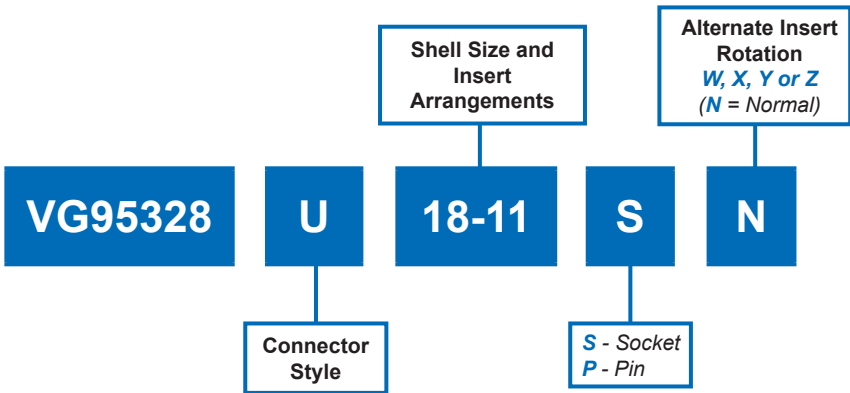 Shell Size and
Insert
Arrangements
Alternate Insert
Rotation
W, X, Y or Z
(N = Normal)
VG95328
U
18-11
S
N
Connector
Style
S - Socket
P - Pin